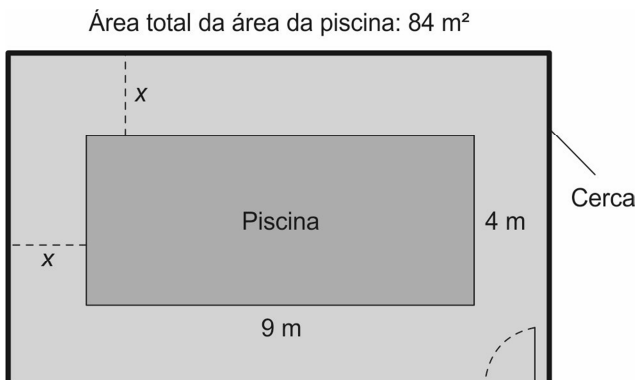 Área total da área da piscina: 84 m²
x
Cerca
Piscina
4 m
x
9 m